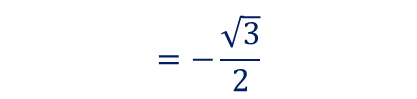 = −√3/2